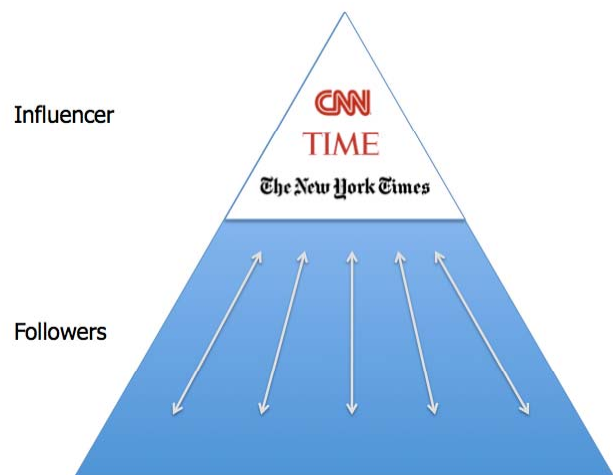 Influencer
CNN
TIME
The New York Times
Followers